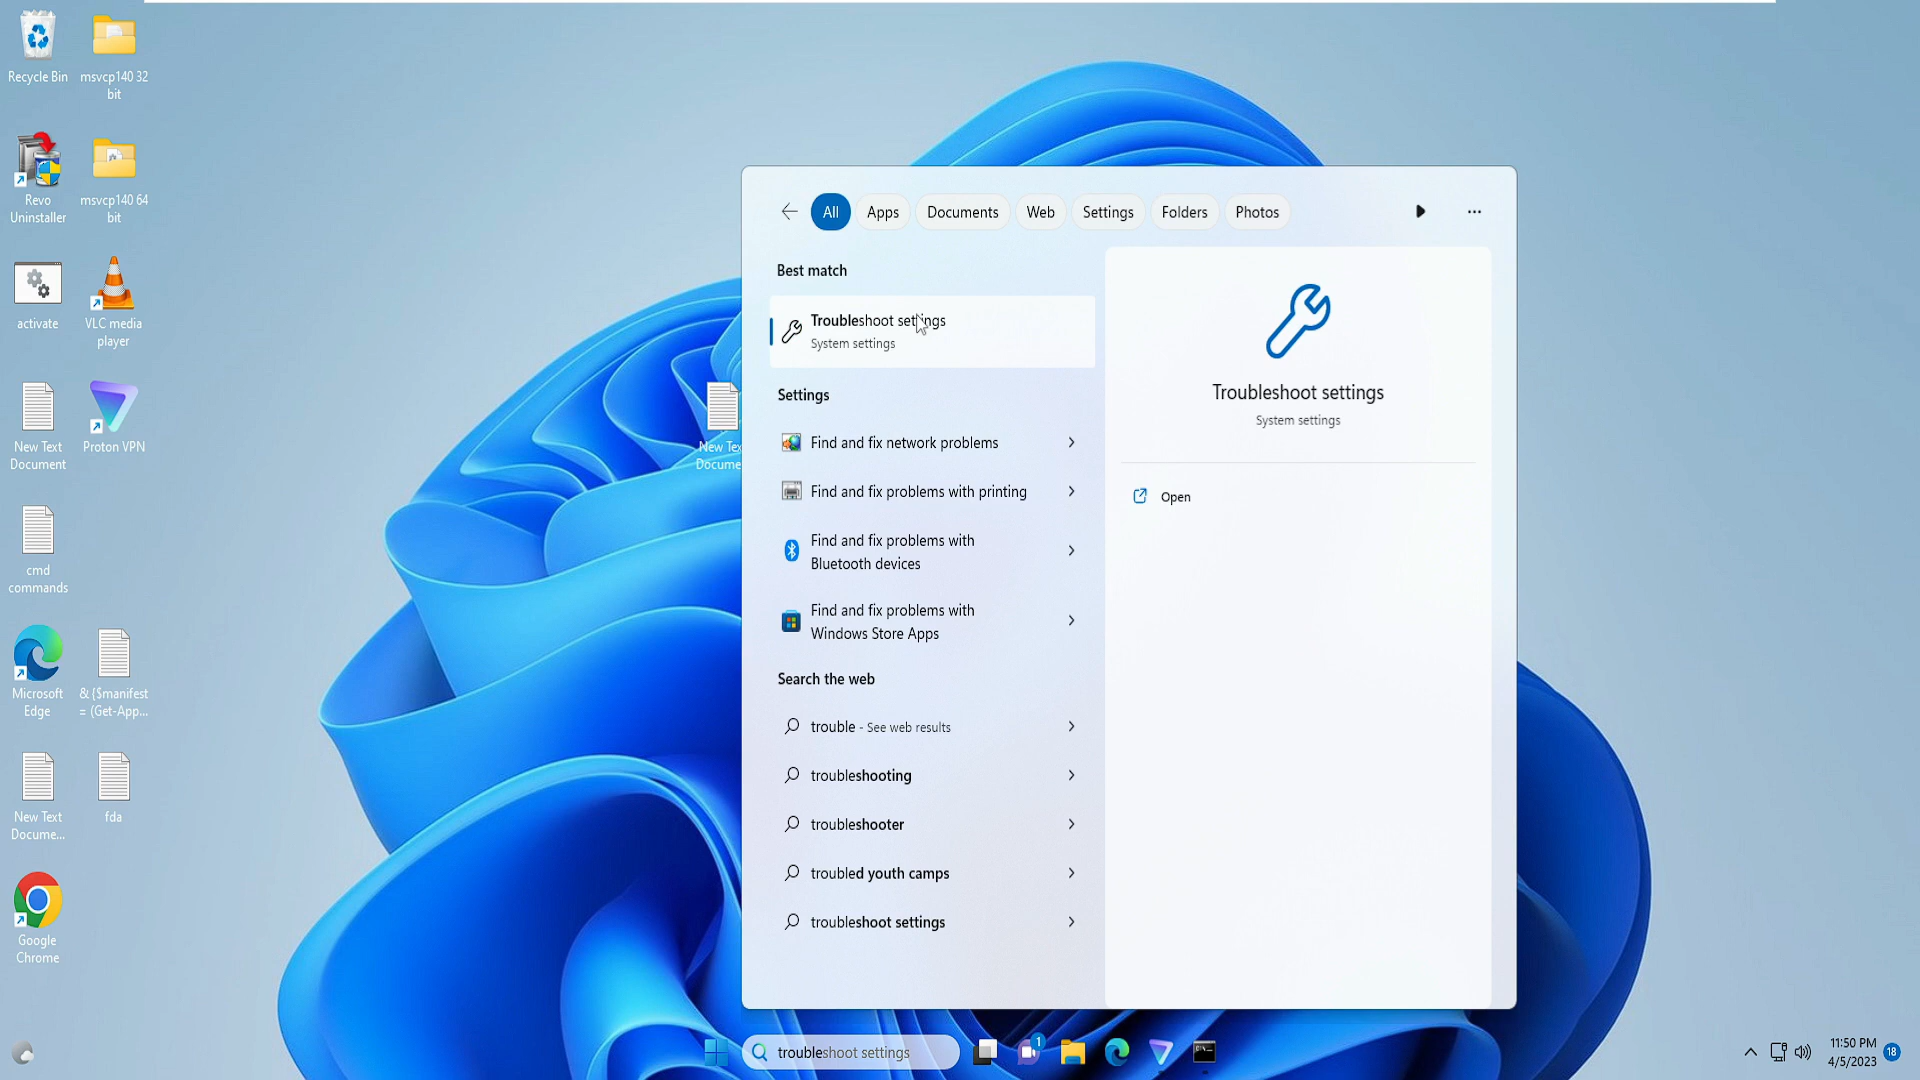 Recycle Bin
msvcp140 32
bit
Revo
Uninstaller
msvcp140 64
bit
activate
VLC media
player
New Text
Document
Proton VPN
cmd
commands
Microsoft
Edge
& {$manifest
= (Get-App...
New Text
Docume...
fda
Google
Chrome
New Tex
Docume
All
Apps
Documents
Web
Settings
Folders
Photos
Best match
Troubleshoot settings
System settings
Settings
Find and fix network problems
Find and fix problems with printing
Find and fix problems with
Bluetooth devices
Find and fix problems with
Windows Store Apps
Search the web
trouble - See web results
troubleshooting
troubleshooter
troubled youth camps
troubleshoot settings
Troubleshoot settings
System settings
Open
troubleshoot settings
1
11:50 PM
4/5/2023
18